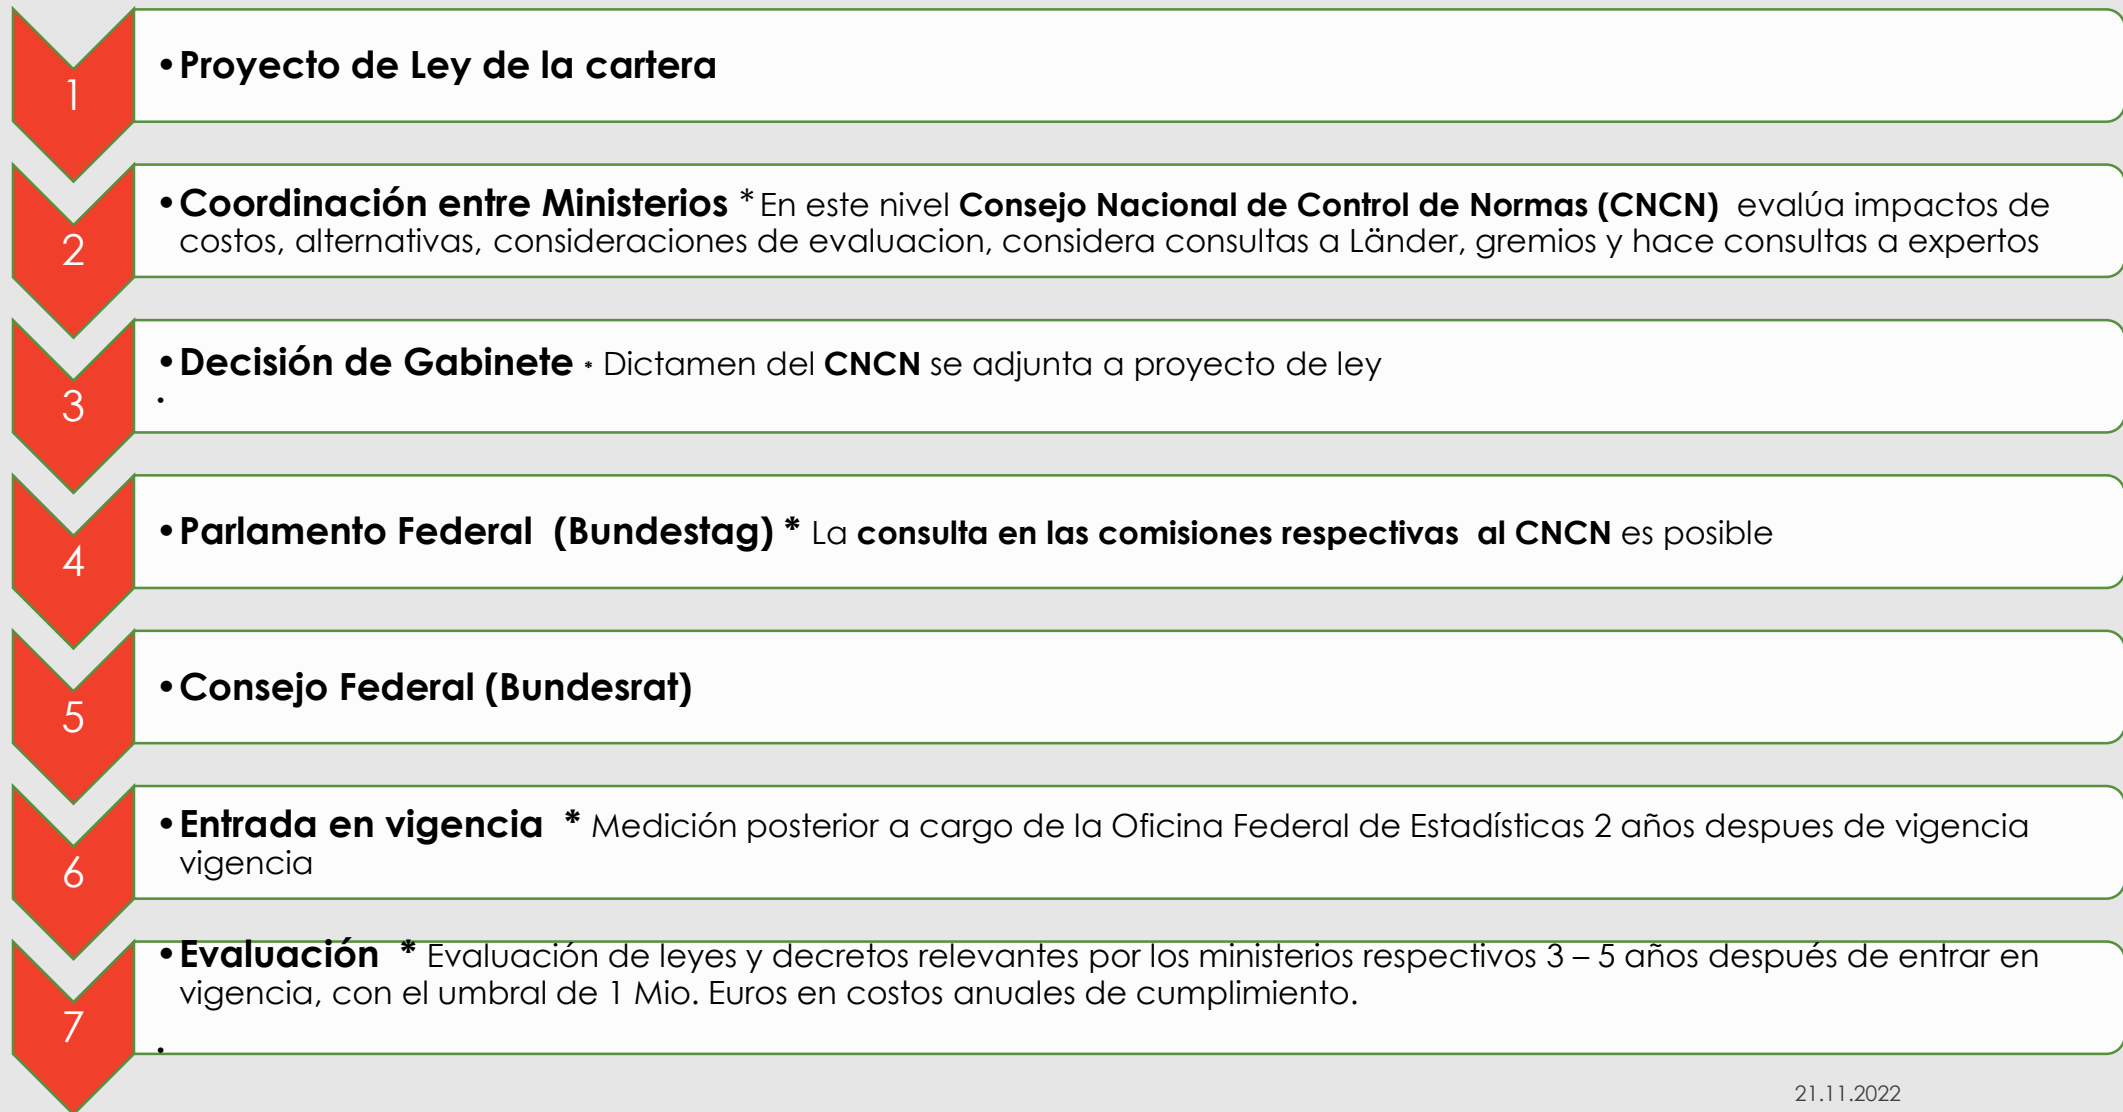 1
•Proyecto de Ley de la cartera
2
•Coordinación entre Ministerios * En este nivel Consejo Nacional de Control de Normas (CNCN) evalúa impactos de
costos, alternativas, consideraciones de evaluacion, considera consultas a Länder, gremios y hace consultas a expertos
3
•Decisión de Gabinete * Dictamen del CNCN se adjunta a proyecto de ley
•
4
•Parlamento Federal (Bundestag) * La consulta en las comisiones respectivas al CNCN es posible
5
•Consejo Federal (Bundesrat)
6
•Entrada en vigencia * Medición posterior a cargo de la Oficina Federal de Estadísticas 2 años despues de vigencia
vigencia
7
•Evaluación * Evaluación de leyes y decretos relevantes por los ministerios respectivos 3 – 5 años después de entrar en
vigencia, con el umbral de 1 Mio. Euros en costos anuales de cumplimiento.
•
21.11.2022